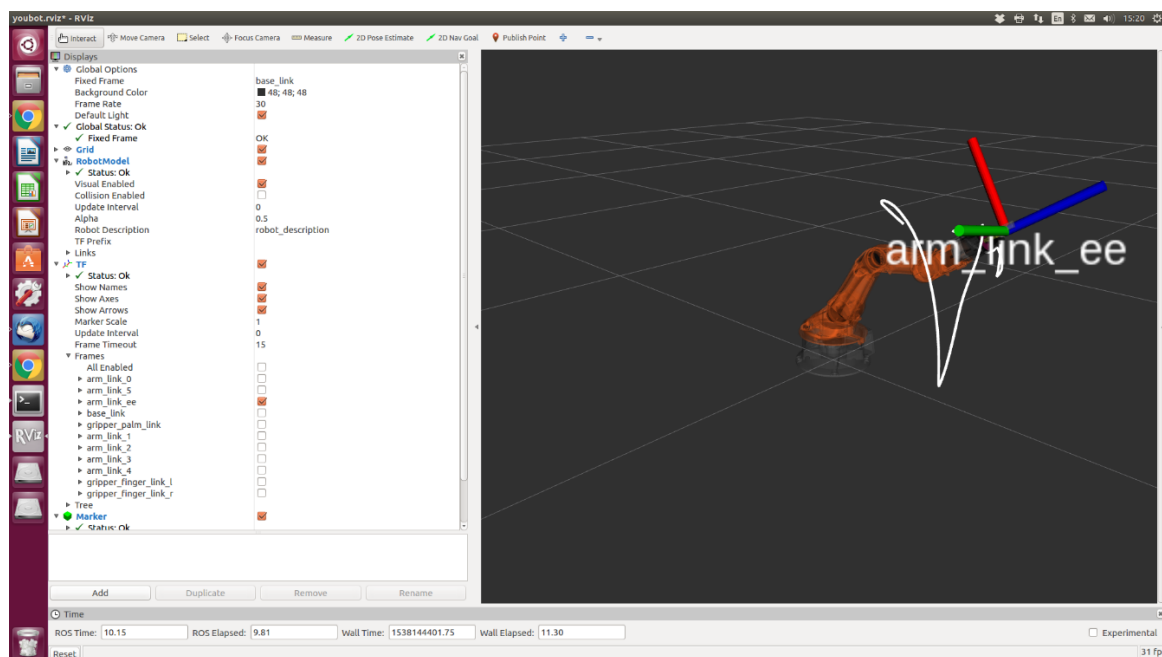 youbot.rviz* - RViz
En 15:20
Interact Move Camera Select Focus Camera Measure 2D Pose Estimate 2D Nav Goal Publish Point
Displays
Global Options
Fixed Frame base_link
Background Color 48; 48; 48
Frame Rate 30
Default Light
Global Status: Ok
Fixed Frame OK
Grid
RobotModel
Status: Ok
Visual Enabled
Collision Enabled
Update Interval 0
Alpha 0.5
Robot Description robot_description
TF Prefix
Links
TF
Status: Ok
Show Names
Show Axes
Show Arrows
Marker Scale 1
Update Interval 0
Frame Timeout 15
Frames
All Enabled
arm_link_0
arm_link_5
arm_link_ee
base_link
gripper_palm_link
arm_link_1
arm_link_2
arm_link_3
arm_link_4
gripper_finger_link_l
gripper_finger_link_r
Tree
Marker
Status: Ok
arm_link_ee
RViz
Add Duplicate Remove Rename
Time
ROS Time: 10.15 ROS Elapsed: 9.81 Wall Time: 1538144401.75 Wall Elapsed: 11.30 Experimental
Reset 31 fp